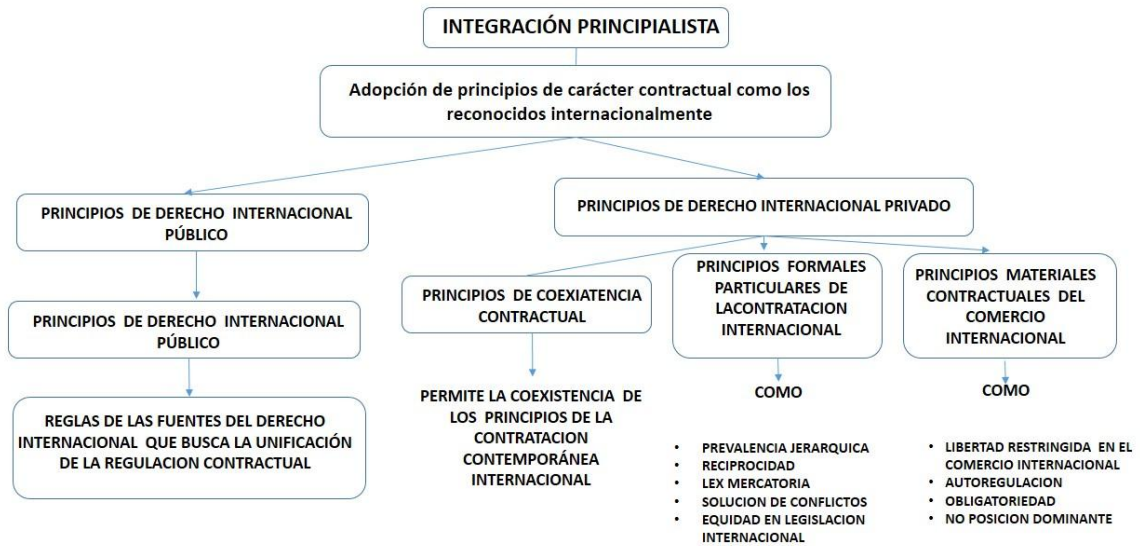 INTEGRACIÓN PRINCIPIALISTA
Adopción de principios de carácter contractual como los
reconocidos internacionalmente
PRINCIPIOS DE DERECHO INTERNACIONAL
PÚBLICO
PRINCIPIOS DE DERECHO INTERNACIONAL
PÚBLICO
REGLAS DE LAS FUENTES DEL DERECHO
INTERNACIONAL QUE BUSCA LA UNIFICACIÓN
DE LA REGULACION CONTRACTUAL
PRINCIPIOS DE DERECHO INTERNACIONAL PRIVADO
PRINCIPIOS DE COEXIATENCIA
CONTRACTUAL
PERMITE LA COEXISTENCIA DE
LOS PRINCIPIOS DE LA
CONTRATACION
CONTEMPORÁNEA
INTERNACIONAL
PRINCIPIOS FORMALES
PARTICULARES DE
LACONTRATACION
INTERNACIONAL
COMO
• PREVALENCIA JERARQUICA
• RECIPROCIDAD
• LEX MERCATORIA
• SOLUCION DE CONFLICTOS
• EQUIDAD EN LEGISLACION
INTERNACIONAL
PRINCIPIOS MATERIALES
CONTRACTUALES DEL
COMERCIO
INTERNACIONAL
COMO
• LIBERTAD RESTRINGIDA EN EL
COMERCIO INTERNACIONAL
• AUTOREGULACION
• OBLIGATORIEDAD
• NO POSICION DOMINANTE